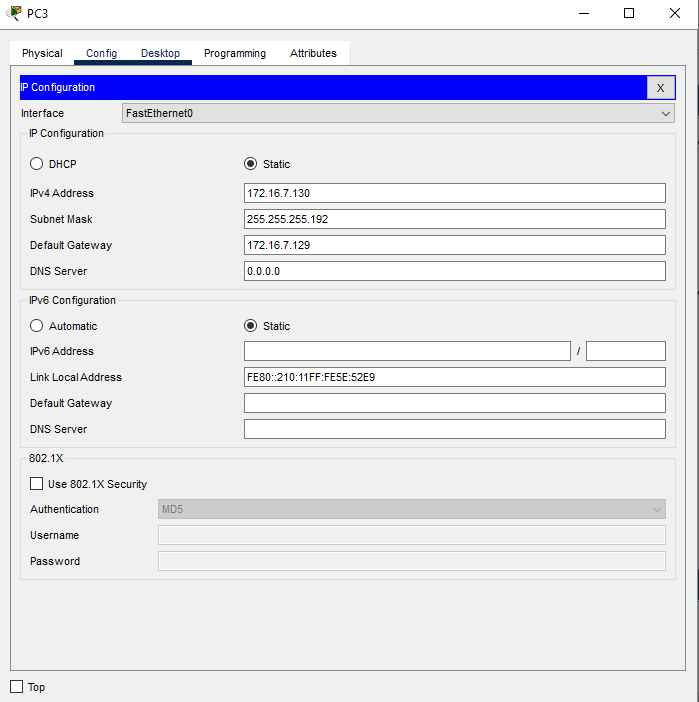 PC3
Physical Config Desktop Programming Attributes
IP Configuration X
Interface FastEthernet0
IP Configuration
DHCP Static
IPv4 Address 172.16.7.130
Subnet Mask 255.255.255.192
Default Gateway 172.16.7.129
DNS Server 0.0.0.0
IPv6 Configuration
Automatic Static
IPv6 Address /
Link Local Address FE80::210:11FF:FE5E:52E9
Default Gateway
DNS Server
802.1X
Use 802.1X Security
Authentication MD5
Username
Password
Top